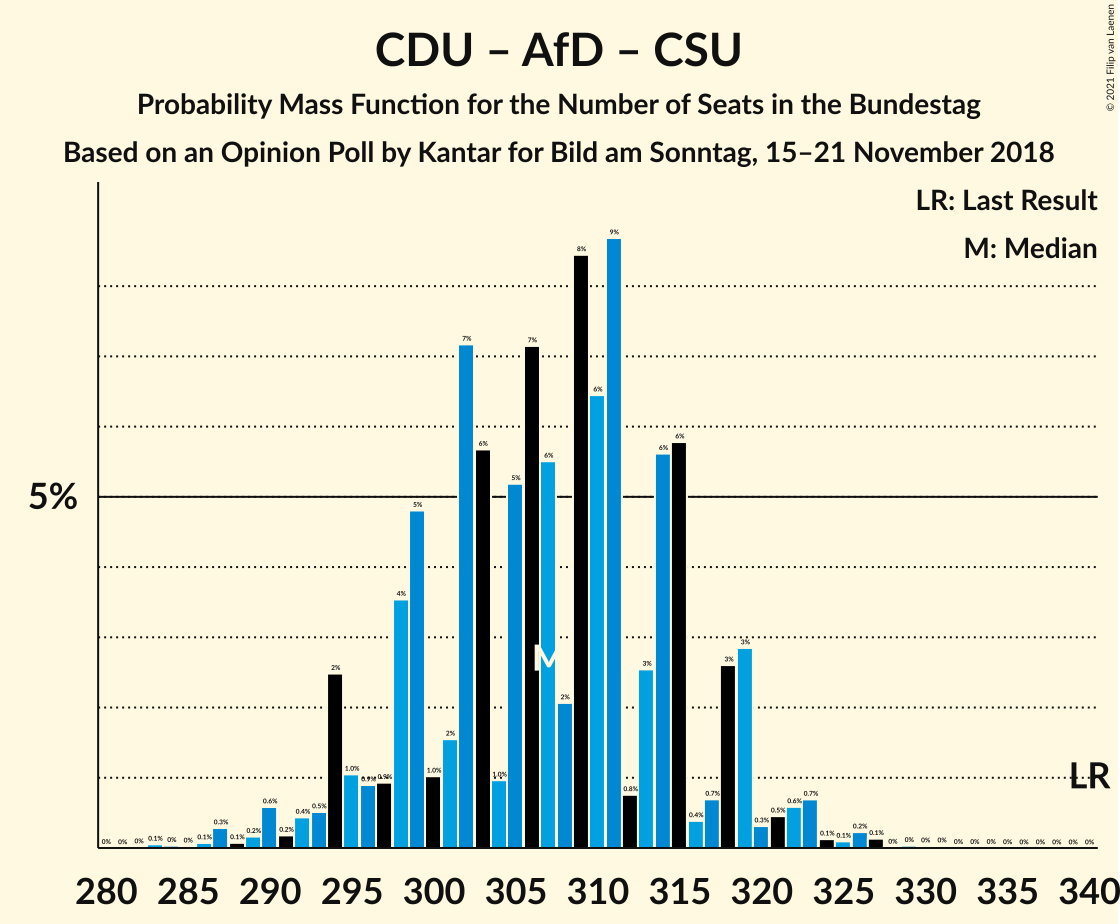 CDU – AfD – CSU
Probability Mass Function for the Number of Seats in the Bundestag
Based on an Opinion Poll by Kantar for Bild am Sonntag, 15–21 November 2018
© 2021 Filip van Laenen
LR: Last Result
M: Median
5%
0% 0% 0% 0.1% 0% 0% 0.1% 0.3% 0.1% 0.2% 0.6% 0.2% 0.4% 0.5% 2% 1.0% 0.9% 0.9% 4% 5% 1.0% 2% 7% 6% 1.0% 5% 7% 6% 2% 8% 6% 9% 0.8% 3% 6% 6% 0.4% 0.7% 3% 3% 0.3% 0.5% 0.6% 0.7% 0.1% 0.1% 0.2% 0.1% 0% 0% 0% 0% 0% 0% 0% 0% 0% 0% 0% 0% 0%
M
LR
280 285 290 295 300 305 310 315 320 325 330 335 340